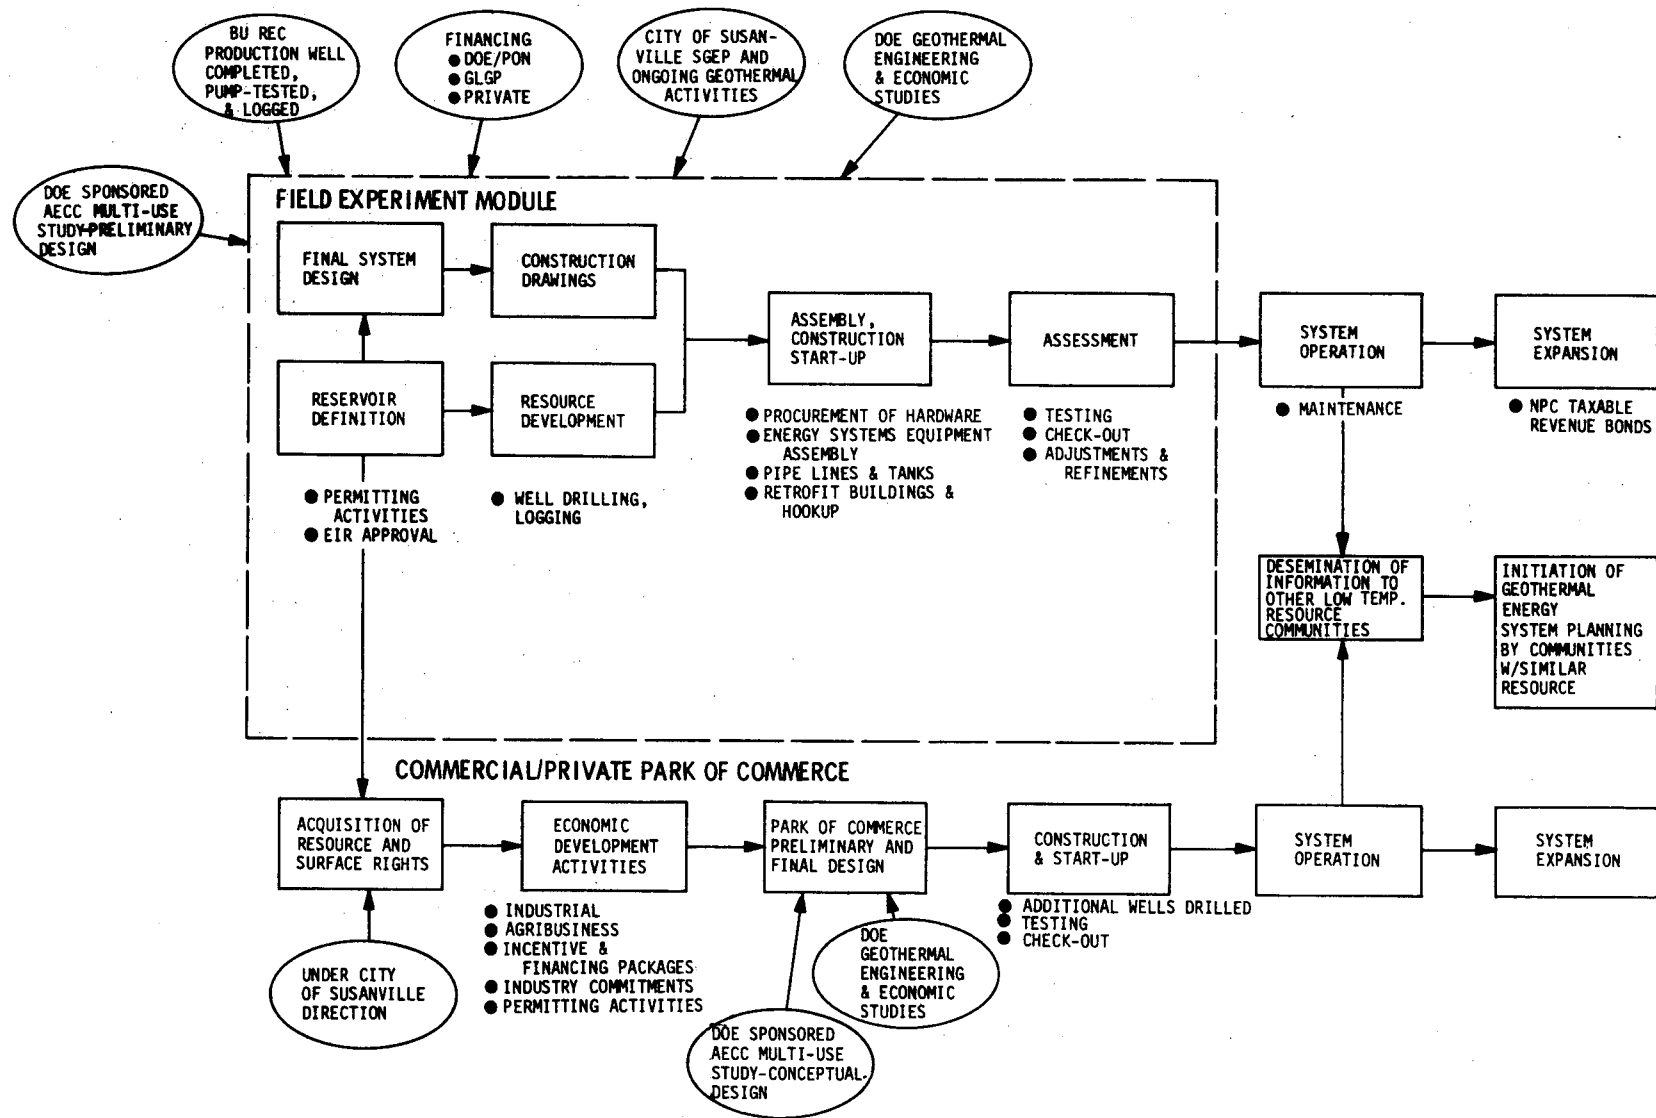 BU REC
PRODUCTION WELL
COMPLETED,
PUMP-TESTED,
& LOGGED
FINANCING
● DOE/PON
● GLGP
● PRIVATE
CITY OF SUSAN-
VILLE SGEP AND
ONGOING GEOTHERMAL
ACTIVITIES
DOE GEOTHERMAL
ENGINEERING
& ECONOMIC
STUDIES
DOE SPONSORED
AECC MULTI-USE
STUDY-PRELIMINARY
DESIGN
FIELD EXPERIMENT MODULE
FINAL SYSTEM
DESIGN
CONSTRUCTION
DRAWINGS
RESERVOIR
DEFINITION
RESOURCE
DEVELOPMENT
ASSEMBLY,
CONSTRUCTION
START-UP
ASSESSMENT
SYSTEM
OPERATION
SYSTEM
EXPANSION
● PERMITTING
ACTIVITIES
● EIR APPROVAL
● WELL DRILLING,
LOGGING
● PROCUREMENT OF HARDWARE
● ENERGY SYSTEMS EQUIPMENT
ASSEMBLY
● PIPE LINES & TANKS
● RETROFIT BUILDINGS &
HOOKUP
● TESTING
● CHECK-OUT
● ADJUSTMENTS &
REFINEMENTS
● MAINTENANCE
● NPC TAXABLE
REVENUE BONDS
DESEMINATION OF
INFORMATION TO
OTHER LOW TEMP.
RESOURCE
COMMUNITIES
INITIATION OF
GEOTHERMAL
ENERGY
SYSTEM PLANNING
BY COMMUNITIES
W/SIMILAR
RESOURCE
COMMERCIAL/PRIVATE PARK OF COMMERCE
ACQUISITION OF
RESOURCE AND
SURFACE RIGHTS
ECONOMIC
DEVELOPMENT
ACTIVITIES
PARK OF COMMERCE
PRELIMINARY AND
FINAL DESIGN
CONSTRUCTION
& START-UP
SYSTEM
OPERATION
SYSTEM
EXPANSION
● INDUSTRIAL
● AGRIBUSINESS
● INCENTIVE &
FINANCING PACKAGES
● INDUSTRY COMMITMENTS
● PERMITTING ACTIVITIES
● ADDITIONAL WELLS DRILLED
● TESTING
● CHECK-OUT
UNDER CITY
OF SUSANVILLE
DIRECTION
DOE
GEOTHERMAL
ENGINEERING
& ECONOMIC
STUDIES
DOE SPONSORED
AECC MULTI-USE
STUDY-CONCEPTUAL
DESIGN